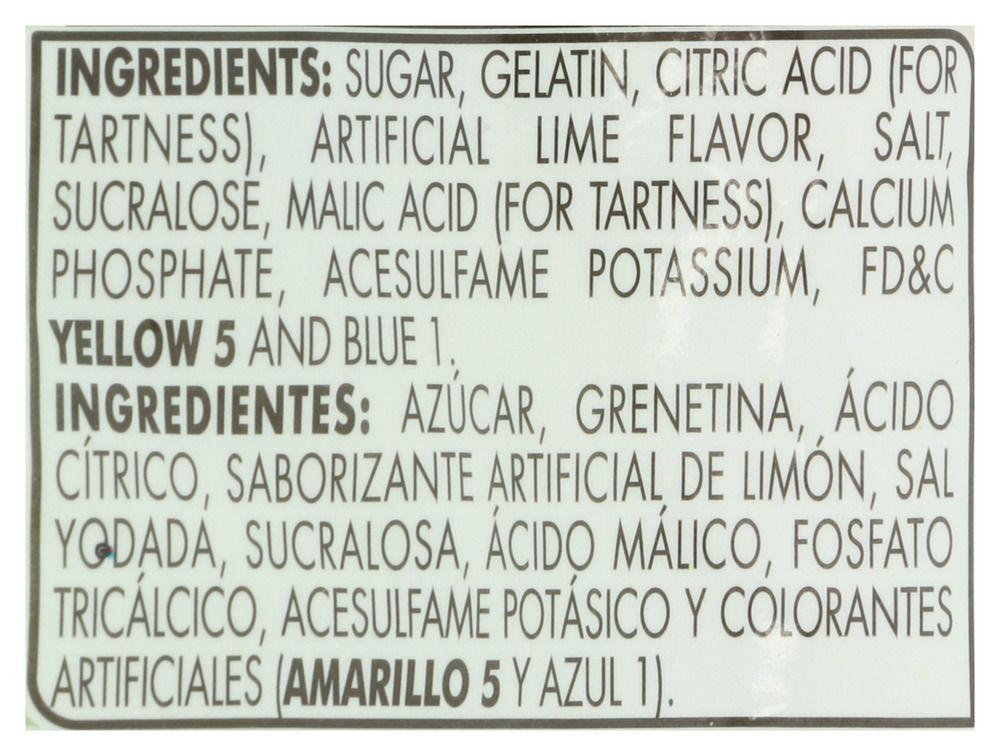 INGREDIENTS: SUGAR, GELATIN, CITRIC ACID (FOR
TARTNESS), ARTIFICIAL LIME FLAVOR, SALT,
SUCRALOSE, MALIC ACID (FOR TARTNESS), CALCIUM
PHOSPHATE, ACESULFAME POTASSIUM, FD&C
YELLOW 5 AND BLUE 1.
INGREDIENTES: AZÚCAR, GRENETINA, ÁCIDO
CÍTRICO, SABORIZANTE ARTIFICIAL DE LIMÓN, SAL
YODADA, SUCRALOSA, ÁCIDO MÁLICO, FOSFATO
TRICÁLCICO, ACESULFAME POTÁSICO Y COLORANTES
ARTIFICIALES (AMARILLO 5 Y AZUL 1).